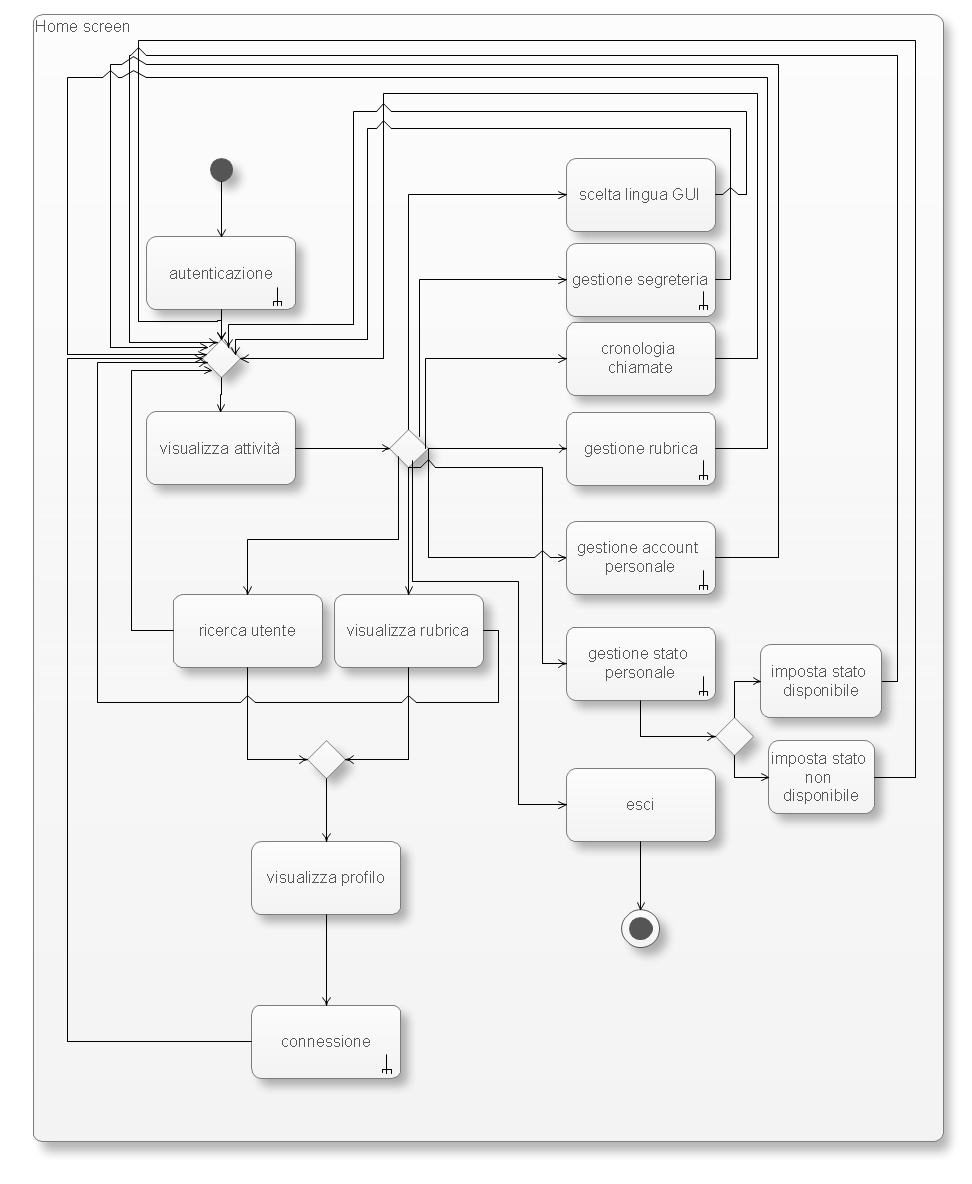 Home screen
autenticazione
visualizza attività
scelta lingua GUI
gestione segreteria
cronologia
chiamate
gestione rubrica
gestione account
personale
ricerca utente
visualizza rubrica
gestione stato
personale
imposta stato
disponibile
imposta stato
non
disponibile
esci
visualizza profilo
connessione